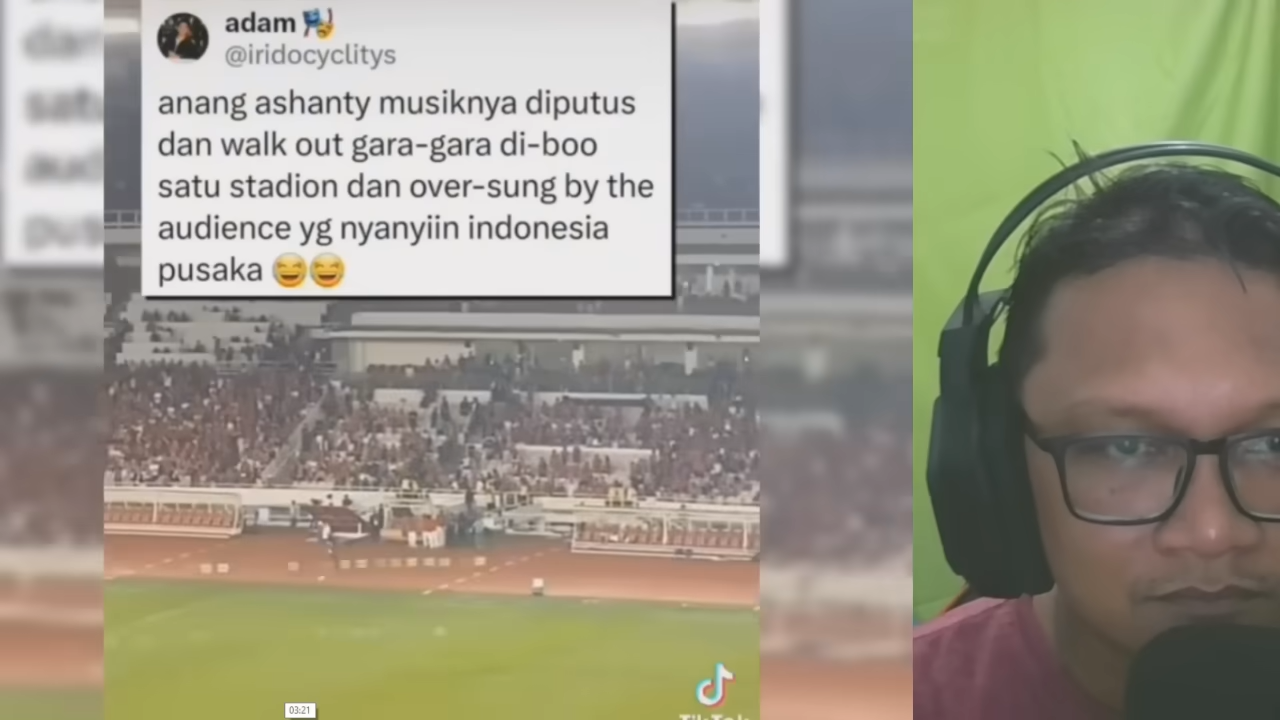 adam
@iridocyclitys
anang ashanty musiknya diputus
dan walk out gara-gara di-boo
satu stadion dan over-sung by the
audience yg nyanyiin indonesia
pusaka 😆😆
TikTok
03:21